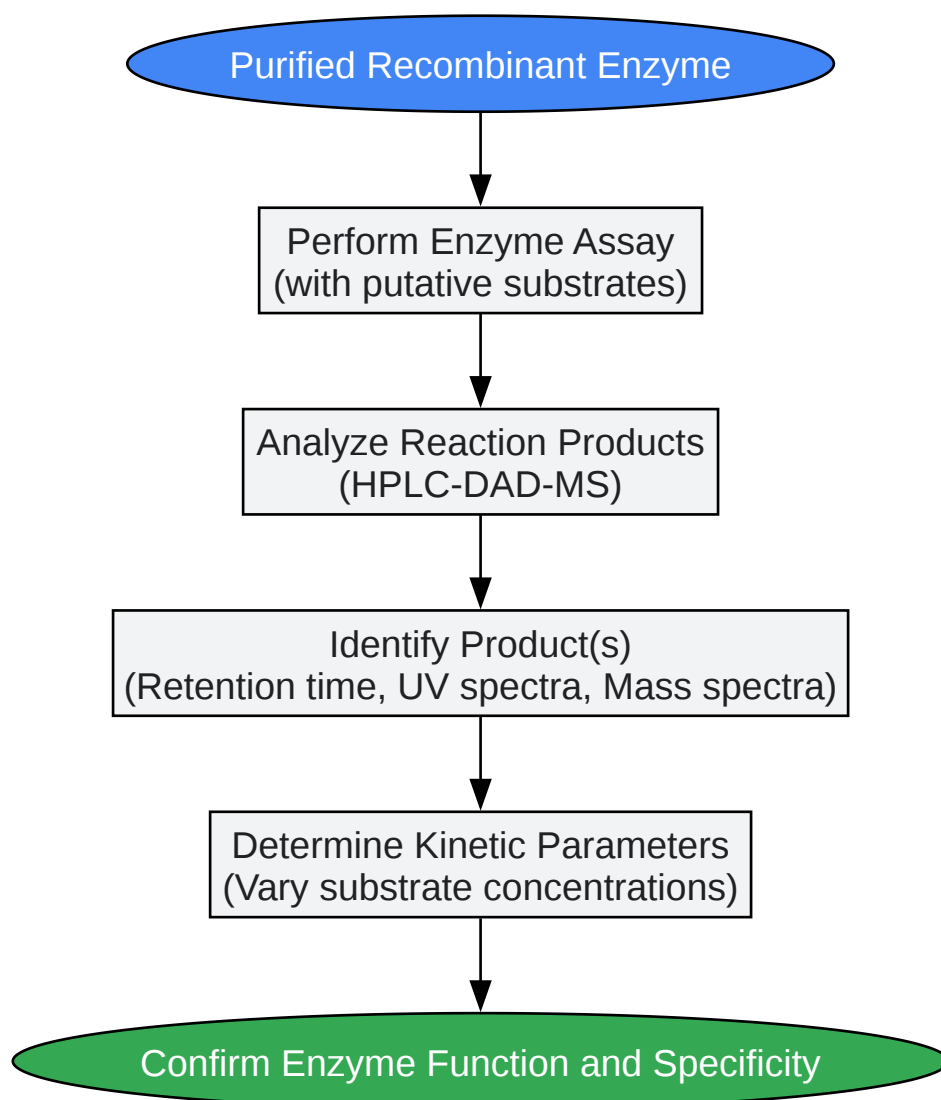 Purified Recombinant Enzyme
Perform Enzyme Assay
(with putative substrates)
Analyze Reaction Products
(HPLC-DAD-MS)
Identify Product(s)
(Retention time, UV spectra, Mass spectra)
Determine Kinetic Parameters
(Vary substrate concentrations)
Confirm Enzyme Function and Specificity